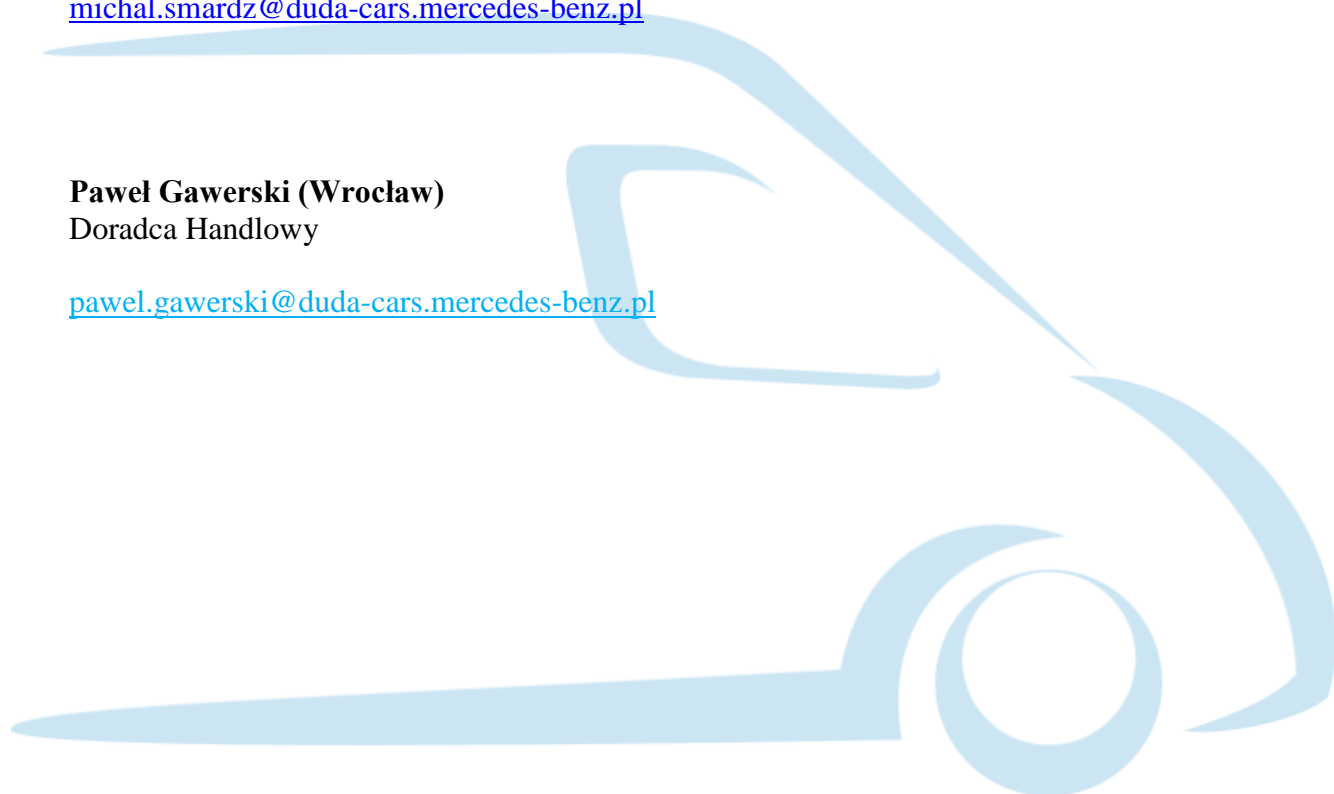 michal.smardz@duda-cars.mercedes-benz.pl
Paweł Gawerski (Wrocław)
Doradca Handlowy
pawel.gawerski@duda-cars.mercedes-benz.pl